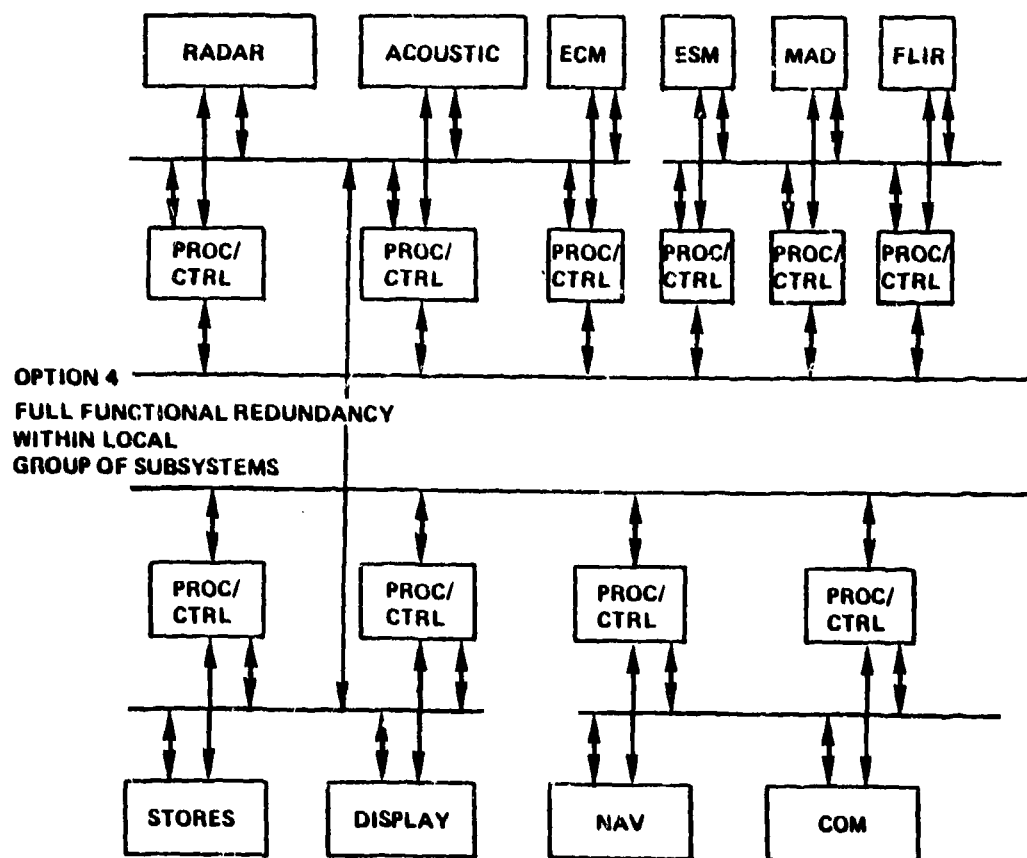 RADAR
ACOUSTIC
ECM
ESM
MAD
FLIR
PROC/
CTRL
PROC/
CTRL
PROC/
CTRL
PROC/
CTRL
PROC/
CTRL
PROC/
CTRL
OPTION 4
FULL FUNCTIONAL REDUNDANCY
WITHIN LOCAL
GROUP OF SUBSYSTEMS
PROC/
CTRL
PROC/
CTRL
PROC/
CTRL
PROC/
CTRL
STORES
DISPLAY
NAV
COM